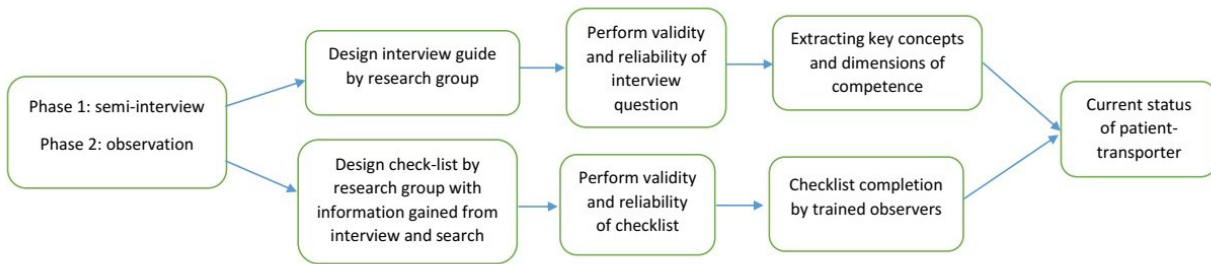 Phase 1: semi-interview
Phase 2: observation
Design interview guide
by research group
Perform validity
and reliability of
interview
question
Extracting key concepts
and dimensions of
competence
Design check-list by
research group with
information gained from
interview and search
Perform validity
and reliability
of checklist
Checklist completion
by trained observers
Current status
of patient-
transporter